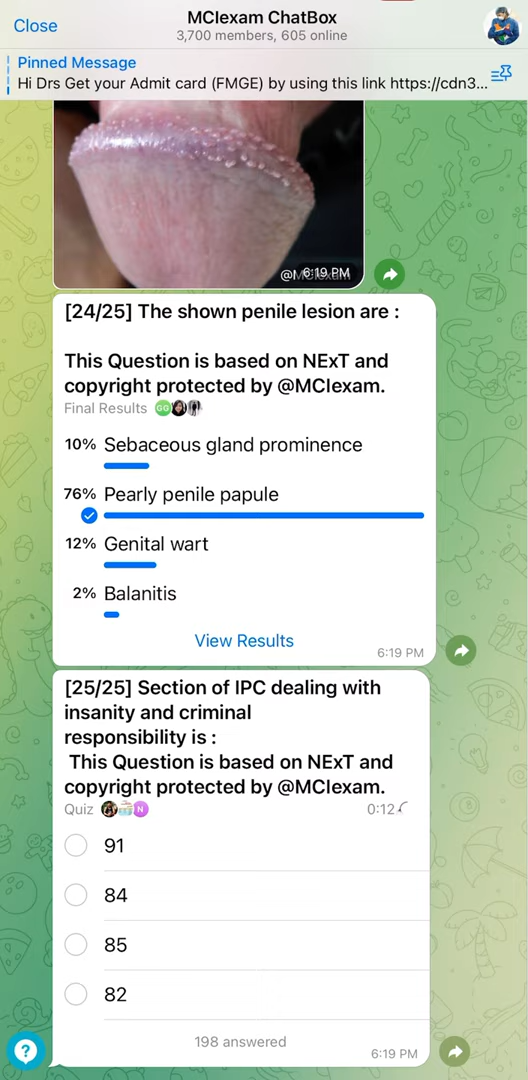 Close
MCIexam ChatBox
3,700 members, 605 online
Pinned Message
Hi Drs Get your Admit card (FMGE) by using this link https://cdn3...
6:19 PM
[24/25] The shown penile lesion are :
This Question is based on NExT and
copyright protected by @MCIexam.
Final Results GG
10% Sebaceous gland prominence
76% Pearly penile papule
12% Genital wart
2% Balanitis
View Results
6:19 PM
[25/25] Section of IPC dealing with
insanity and criminal
responsibility is :
This Question is based on NExT and
copyright protected by @MCIexam.
Quiz N 0:12
91
84
85
82
198 answered
6:19 PM
?